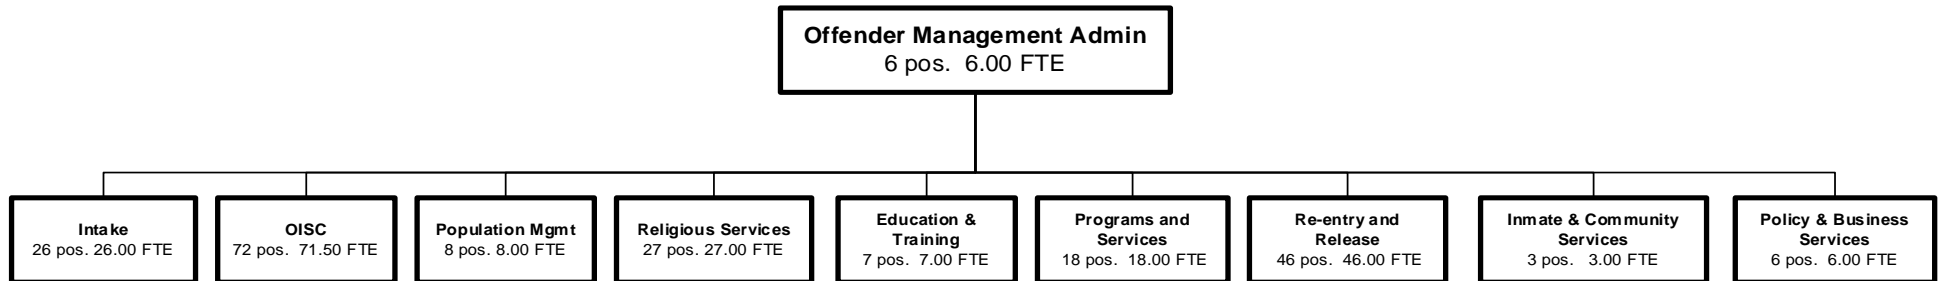 Offender Management Admin
6 pos. 6.00 FTE
Intake
26 pos. 26.00 FTE
OISC
72 pos. 71.50 FTE
Population Mgmt
8 pos. 8.00 FTE
Religious Services
27 pos. 27.00 FTE
Education &
Training
7 pos. 7.00 FTE
Programs and
Services
18 pos. 18.00 FTE
Re-entry and
Release
46 pos. 46.00 FTE
Inmate & Community
Services
3 pos. 3.00 FTE
Policy & Business
Services
6 pos. 6.00 FTE